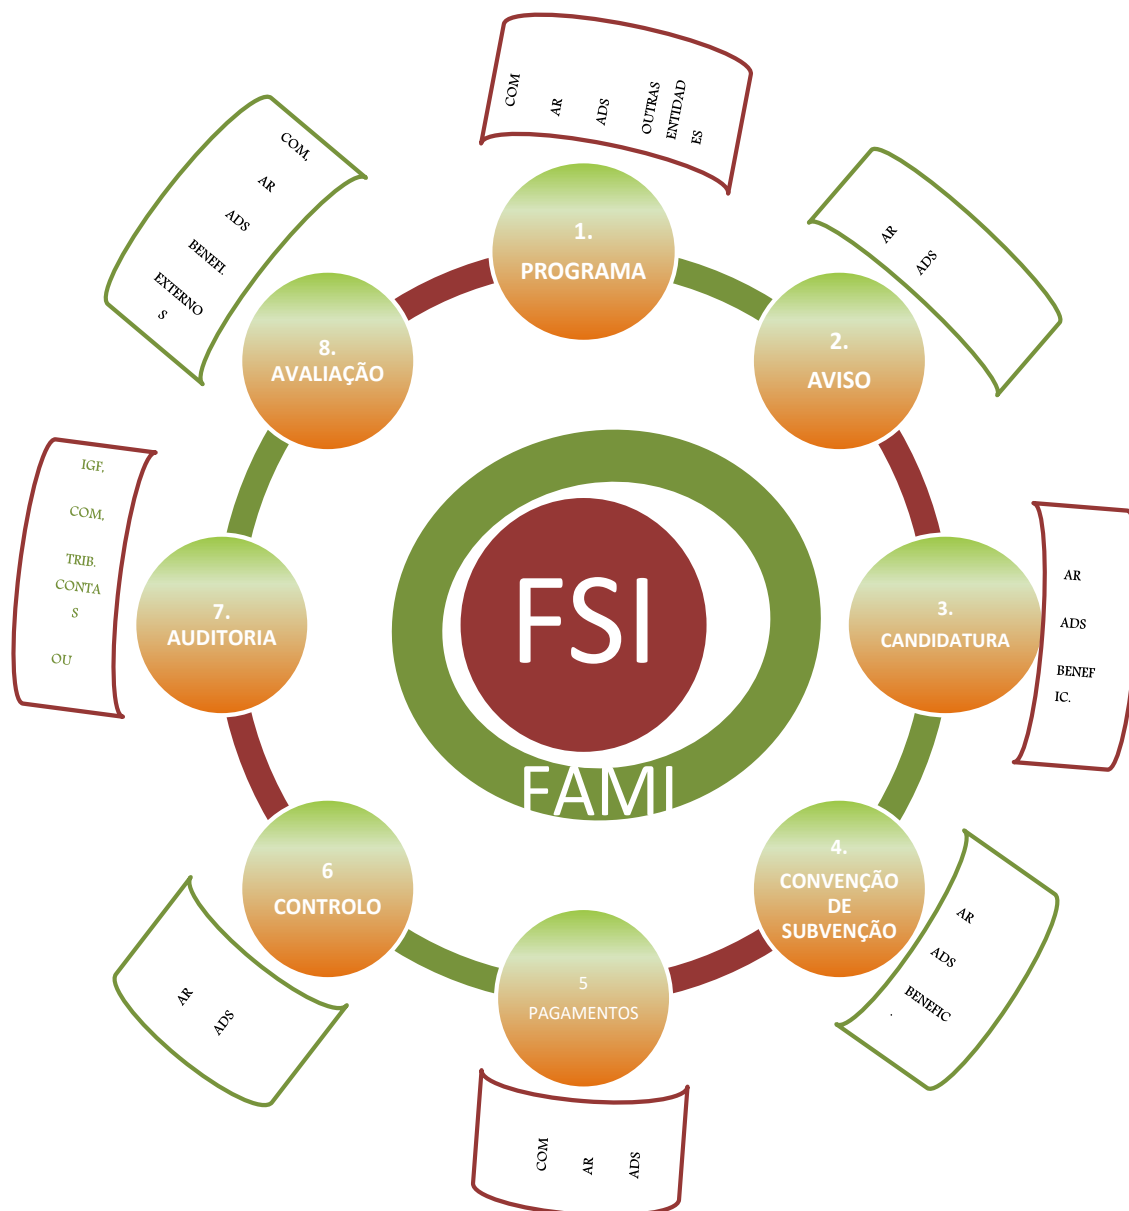 COM
AR
ADS
OUTRAS
ENTIDAD
ES
1.
PROGRAMA
AR
ADS
2.
AVISO
AR
ADS
BENEF
IC.
3.
CANDIDATURA
AR
ADS
BENEFIC
.
4.
CONVENÇÃO
DE
SUBVENÇÃO
5
PAGAMENTOS
COM
AR
ADS
6
CONTROLO
AR
ADS
7.
AUDITORIA
IGF,
COM,
TRIB.
CONTA
S
OU
8.
AVALIAÇÃO
COM,
AR
ADS
BENEFI.
EXTERNO
S
FSI
FAMI